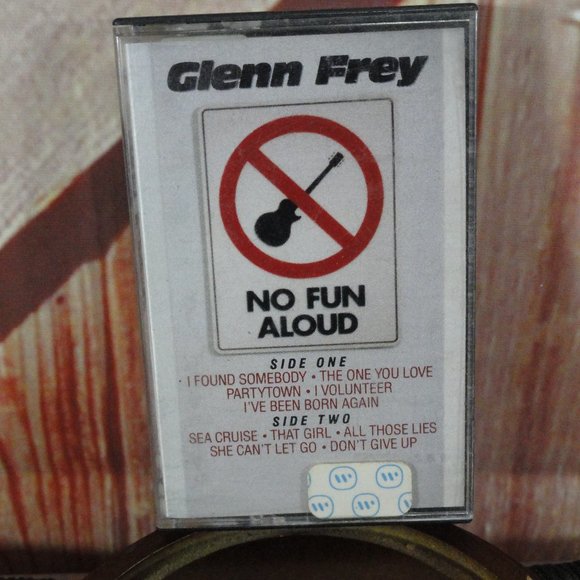 Glenn Frey
NO FUN
ALOUD
SIDE ONE
I FOUND SOMEBODY • THE ONE YOU LOVE
PARTYTOWN • I VOLUNTEER
I'VE BEEN BORN AGAIN
SIDE TWO
SEA CRUISE • THAT GIRL • ALL THOSE LIES
SHE CAN'T LET GO • DON'T GIVE UP